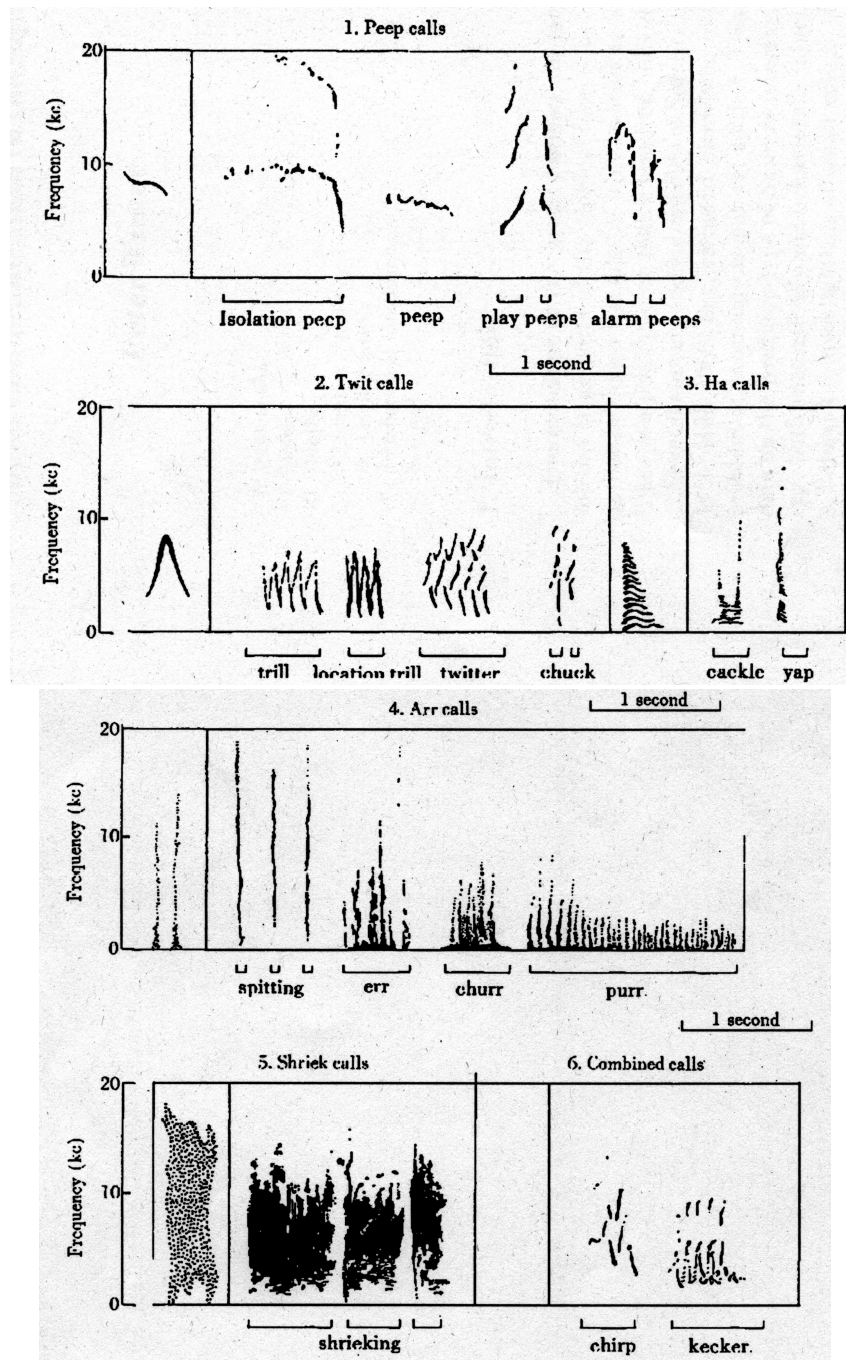 1. Peep calls
20
10
0
Frequency (kc)
Isolation peep peep play peeps alarm peeps
1 second
2. Twit calls 3. Ha calls
20
10
0
Frequency (kc)
trill location trill twitter chuck cackle yap
4. Arr calls 1 second
20
10
0
Frequency (kc)
spitting err churr purr.
1 second
5. Shriek calls 6. Combined calls
20
10
0
Frequency (kc)
shrieking chirp kecker.